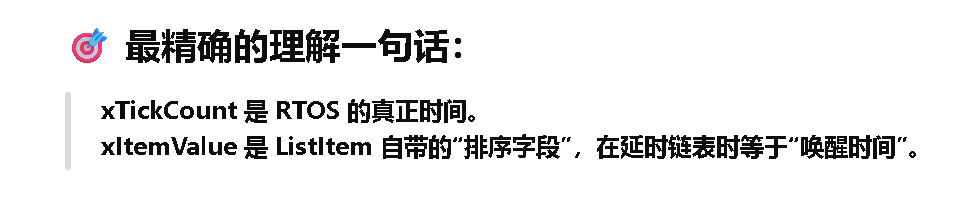 🎯 最精确的理解一句话：
xTickCount 是 RTOS 的真正时间。
xItemValue 是 ListItem 自带的“排序字段”，在延时链表时等于“唤醒时间”。